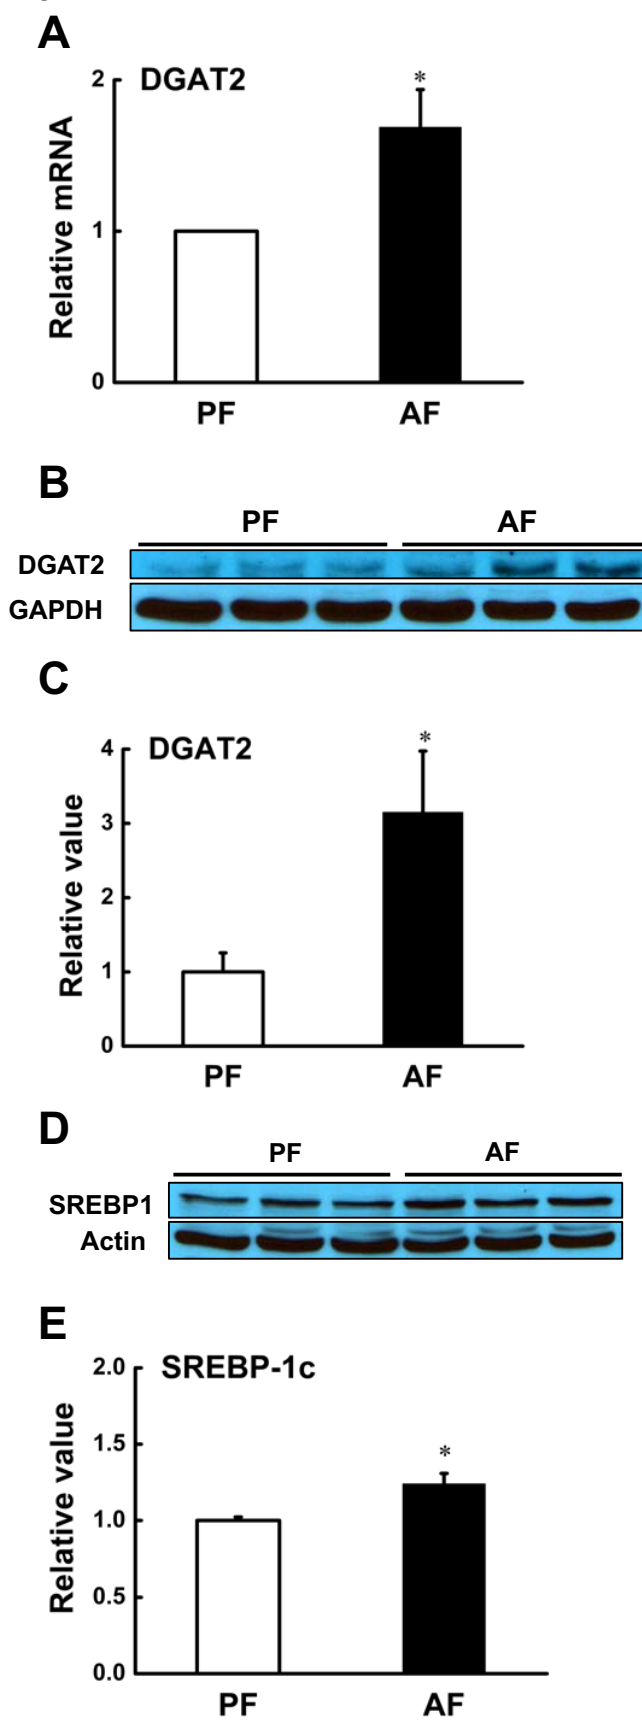 A
DGAT2
*
2
1
0
Relative mRNA
PF AF
B
PF AF
DGAT2
GAPDH
C
DGAT2
*
4
3
2
1
0
Relative value
PF AF
D
PF AF
SREBP1
Actin
E
SREBP-1c
*
2.0
1.5
1.0
0.5
0.0
Relative value
PF AF